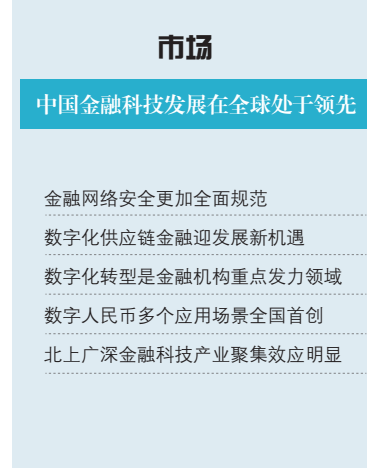 市场
中国金融科技发展在全球处于领先
金融网络安全更加全面规范
数字化供应链金融迎发展新机遇
数字化转型是金融机构重点发力领域
数字人民币多个应用场景全国首创
北上广深金融科技产业聚集效应明显